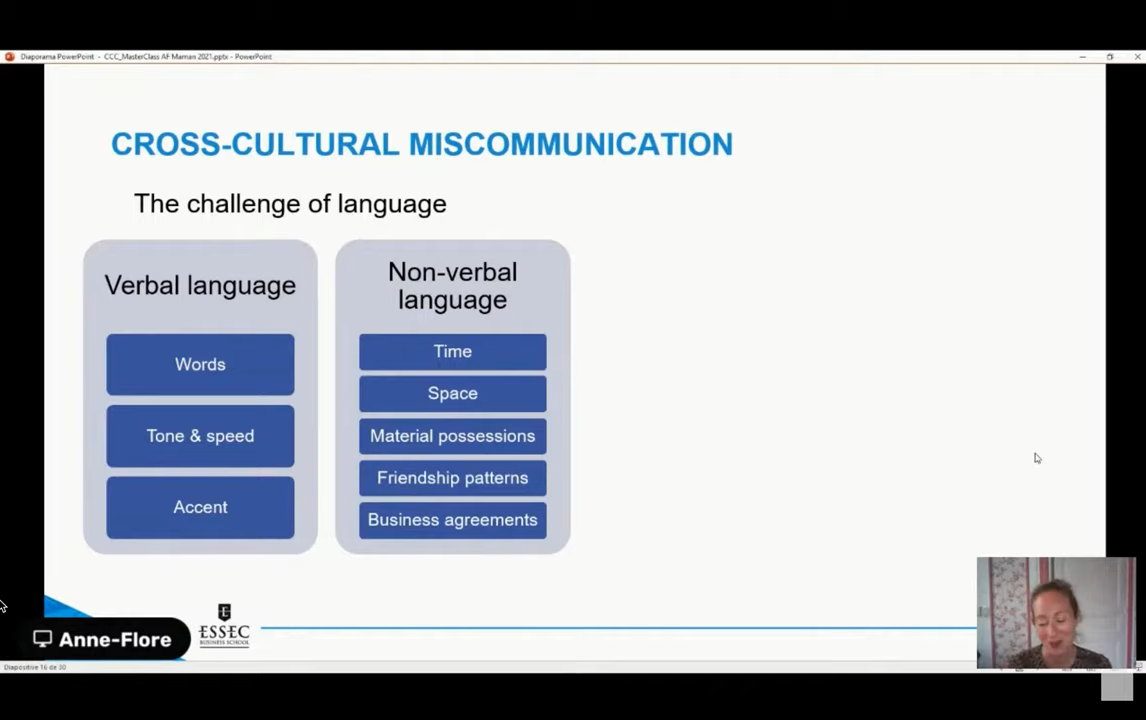 Diaporama PowerPoint - CCC_MasterClass AF Maman 2021.pptx - PowerPoint
CROSS-CULTURAL MISCOMMUNICATION
The challenge of language
Verbal language
Words
Tone & speed
Accent
Non-verbal
language
Time
Space
Material possessions
Friendship patterns
Business agreements
Anne-Flore
ESSEC
BUSINESS SCHOOL
Diapositive 16 de 30